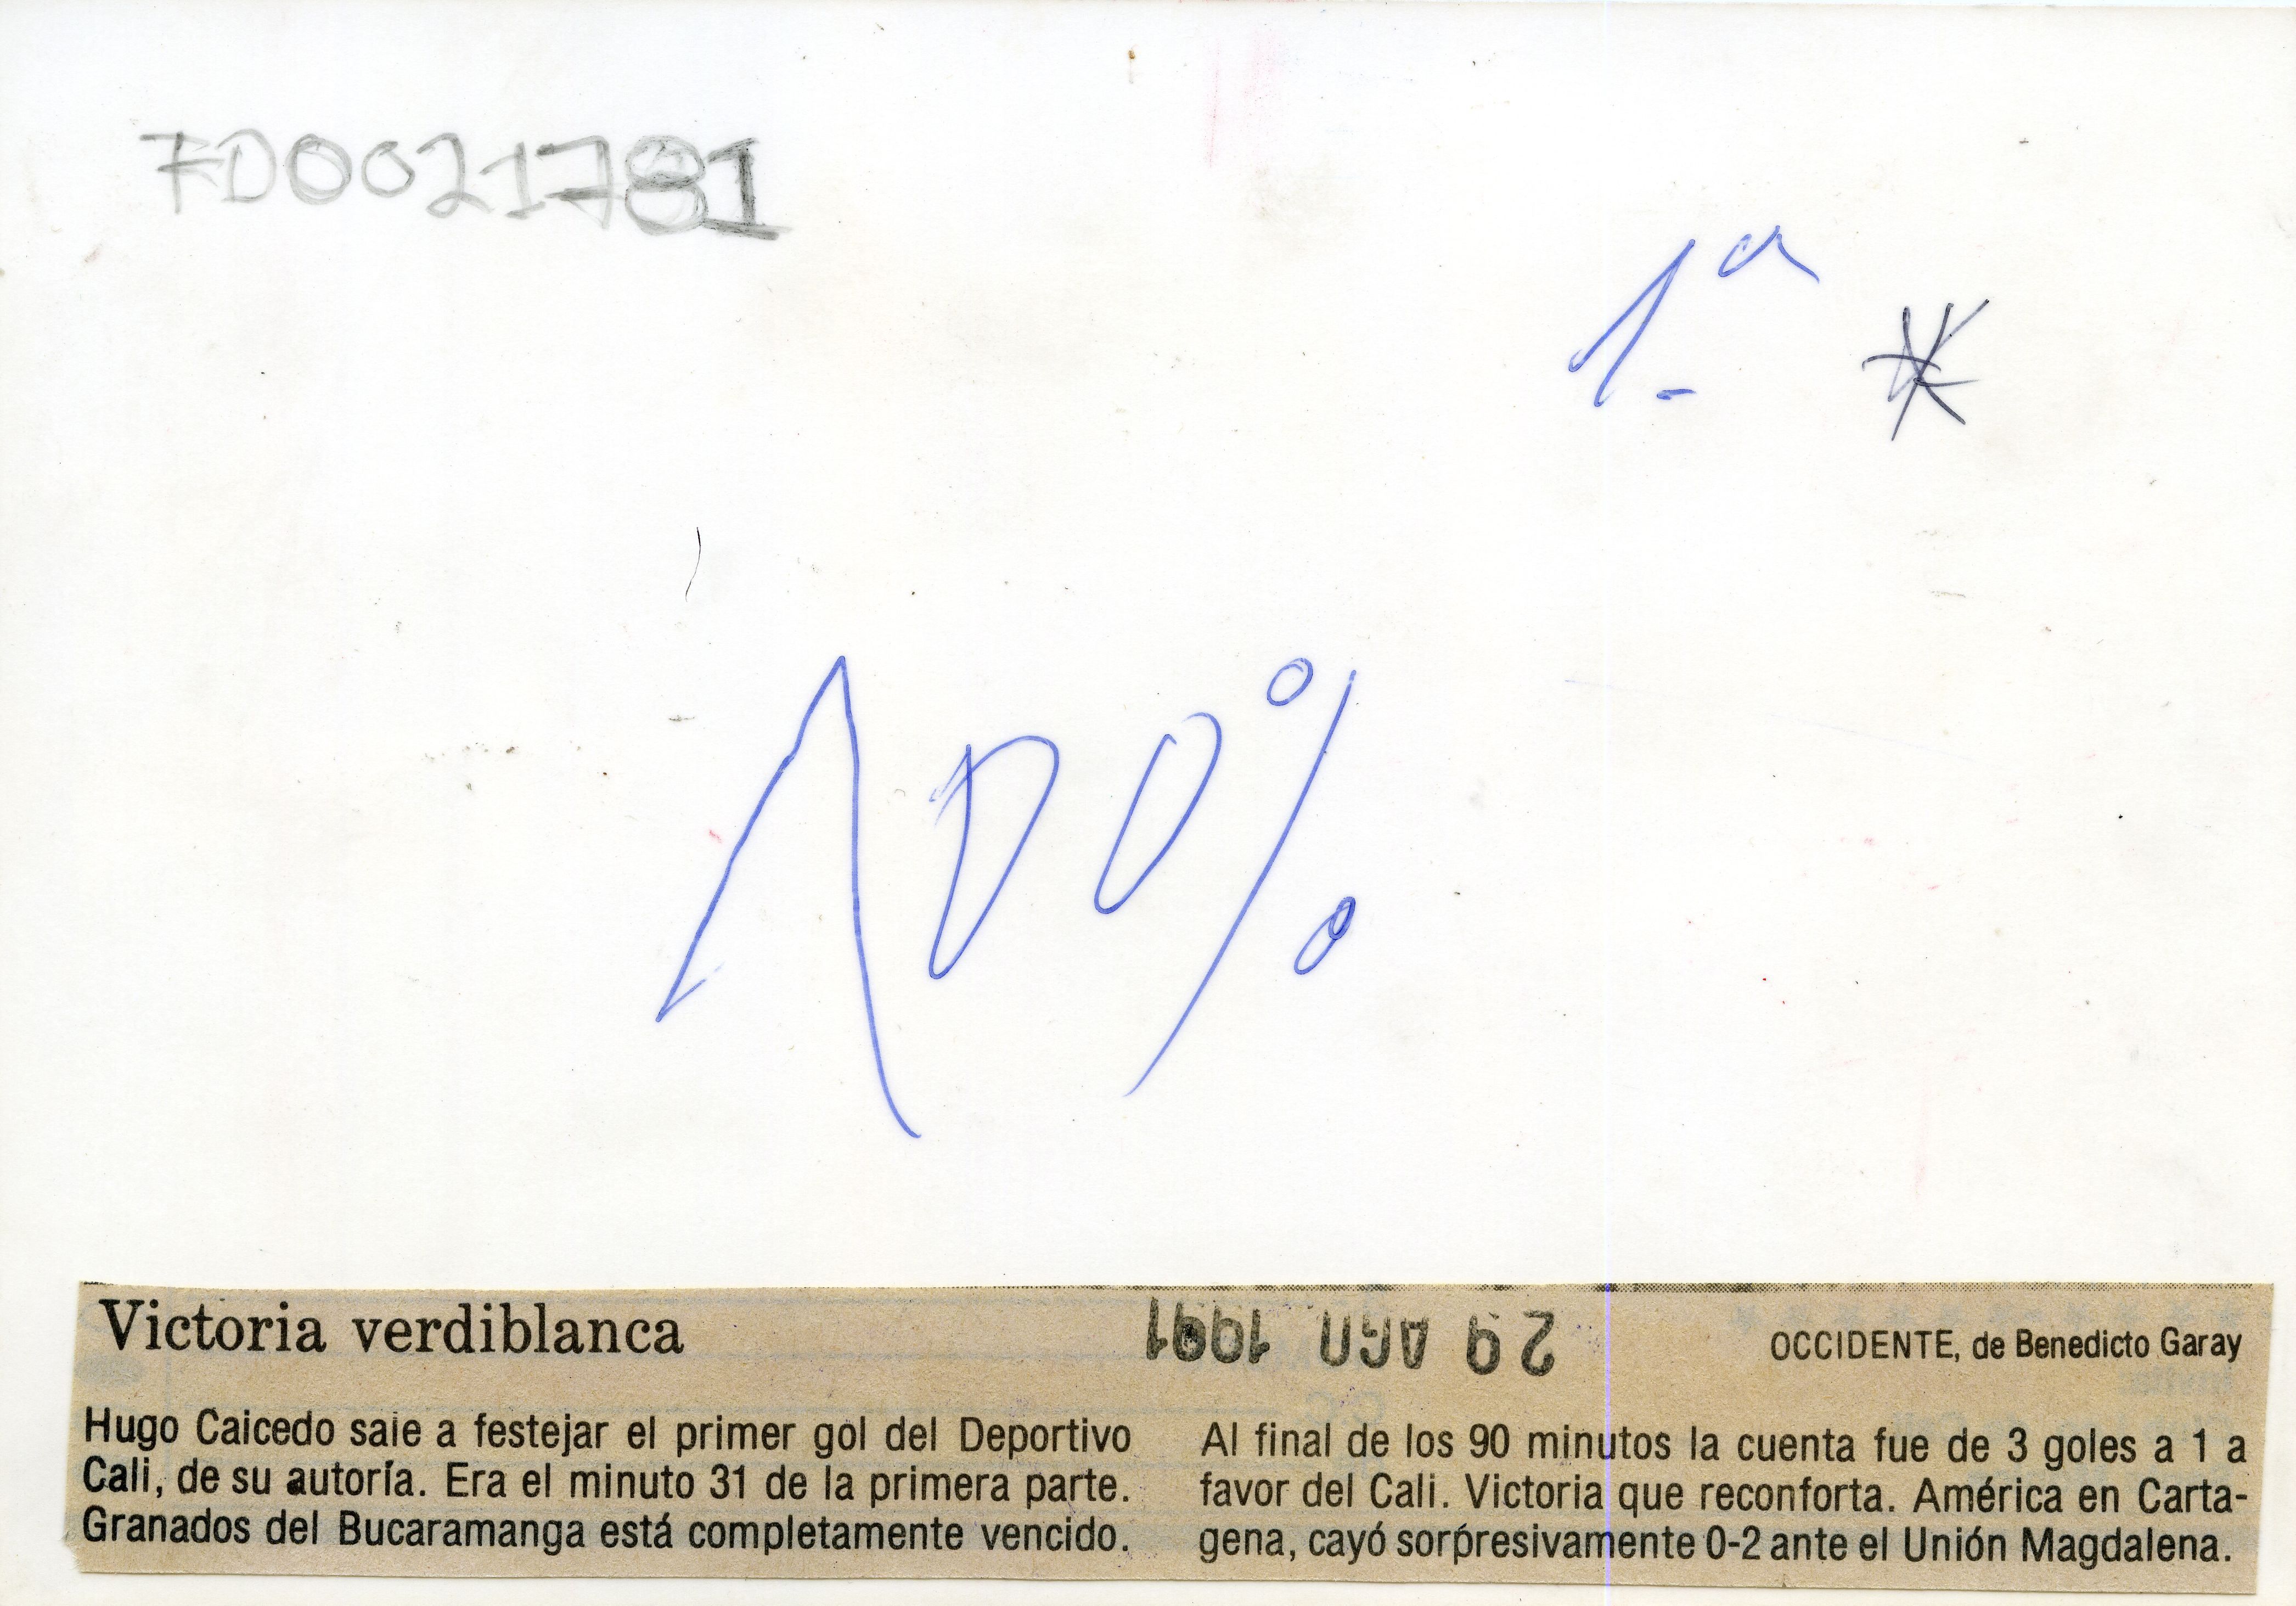 FD0021781
1.ª *
100%
Victoria verdiblanca
29 AGO 1991
OCCIDENTE, de Benedicto Garay
Hugo Caicedo sale a festejar el primer gol del Deportivo
Cali, de su autoría. Era el minuto 31 de la primera parte.
Granados del Bucaramanga está completamente vencido.
Al final de los 90 minutos la cuenta fue de 3 goles a 1 a
favor del Cali. Victoria que reconforta. América en Carta-
gena, cayó sorpresivamente 0-2 ante el Unión Magdalena.